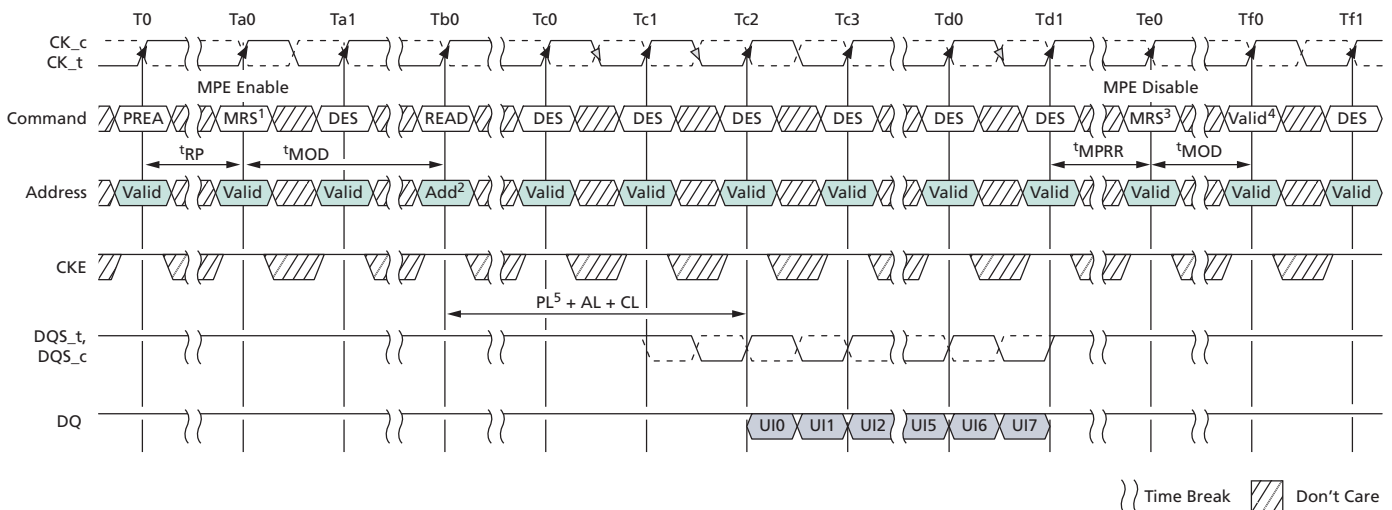 T0 Ta0 Ta1 Tb0 Tc0 Tc1 Tc2 Tc3 Td0 Td1 Te0 Tf0 Tf1
CK_c
CK_t
MPE Enable MPE Disable
Command PREA MRS¹ DES READ DES DES DES DES DES DES MRS³ Valid⁴ DES
tRP tMOD tMPRR tMOD
Address Valid Valid Valid Add² Valid Valid Valid Valid Valid Valid Valid Valid Valid
CKE
PL⁵ + AL + CL
DQS_t,
DQS_c
DQ UI0 UI1 UI2 UI5 UI6 UI7
Time Break Don't Care